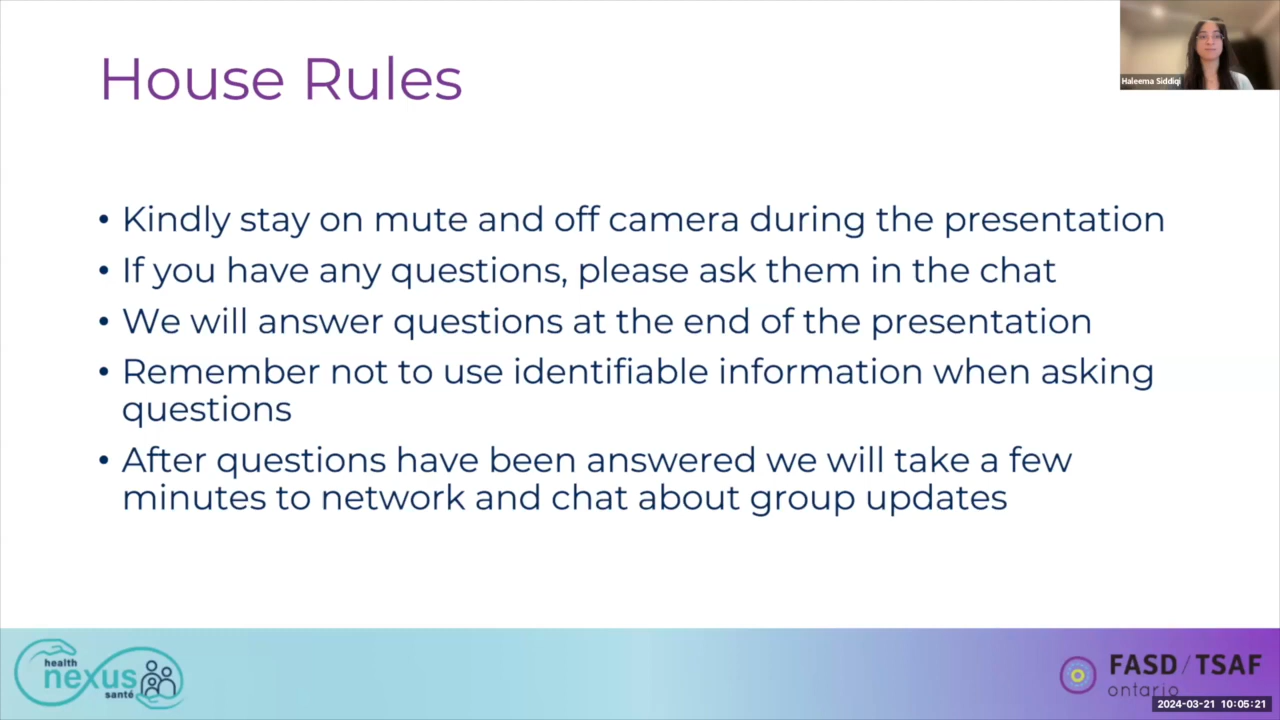 House Rules
Haleema Siddiqi
• Kindly stay on mute and off camera during the presentation
• If you have any questions, please ask them in the chat
• We will answer questions at the end of the presentation
• Remember not to use identifiable information when asking
questions
• After questions have been answered we will take a few
minutes to network and chat about group updates
health
nexus
santé
FASD / TSAF
ontario
2024-03-21 10:05:21